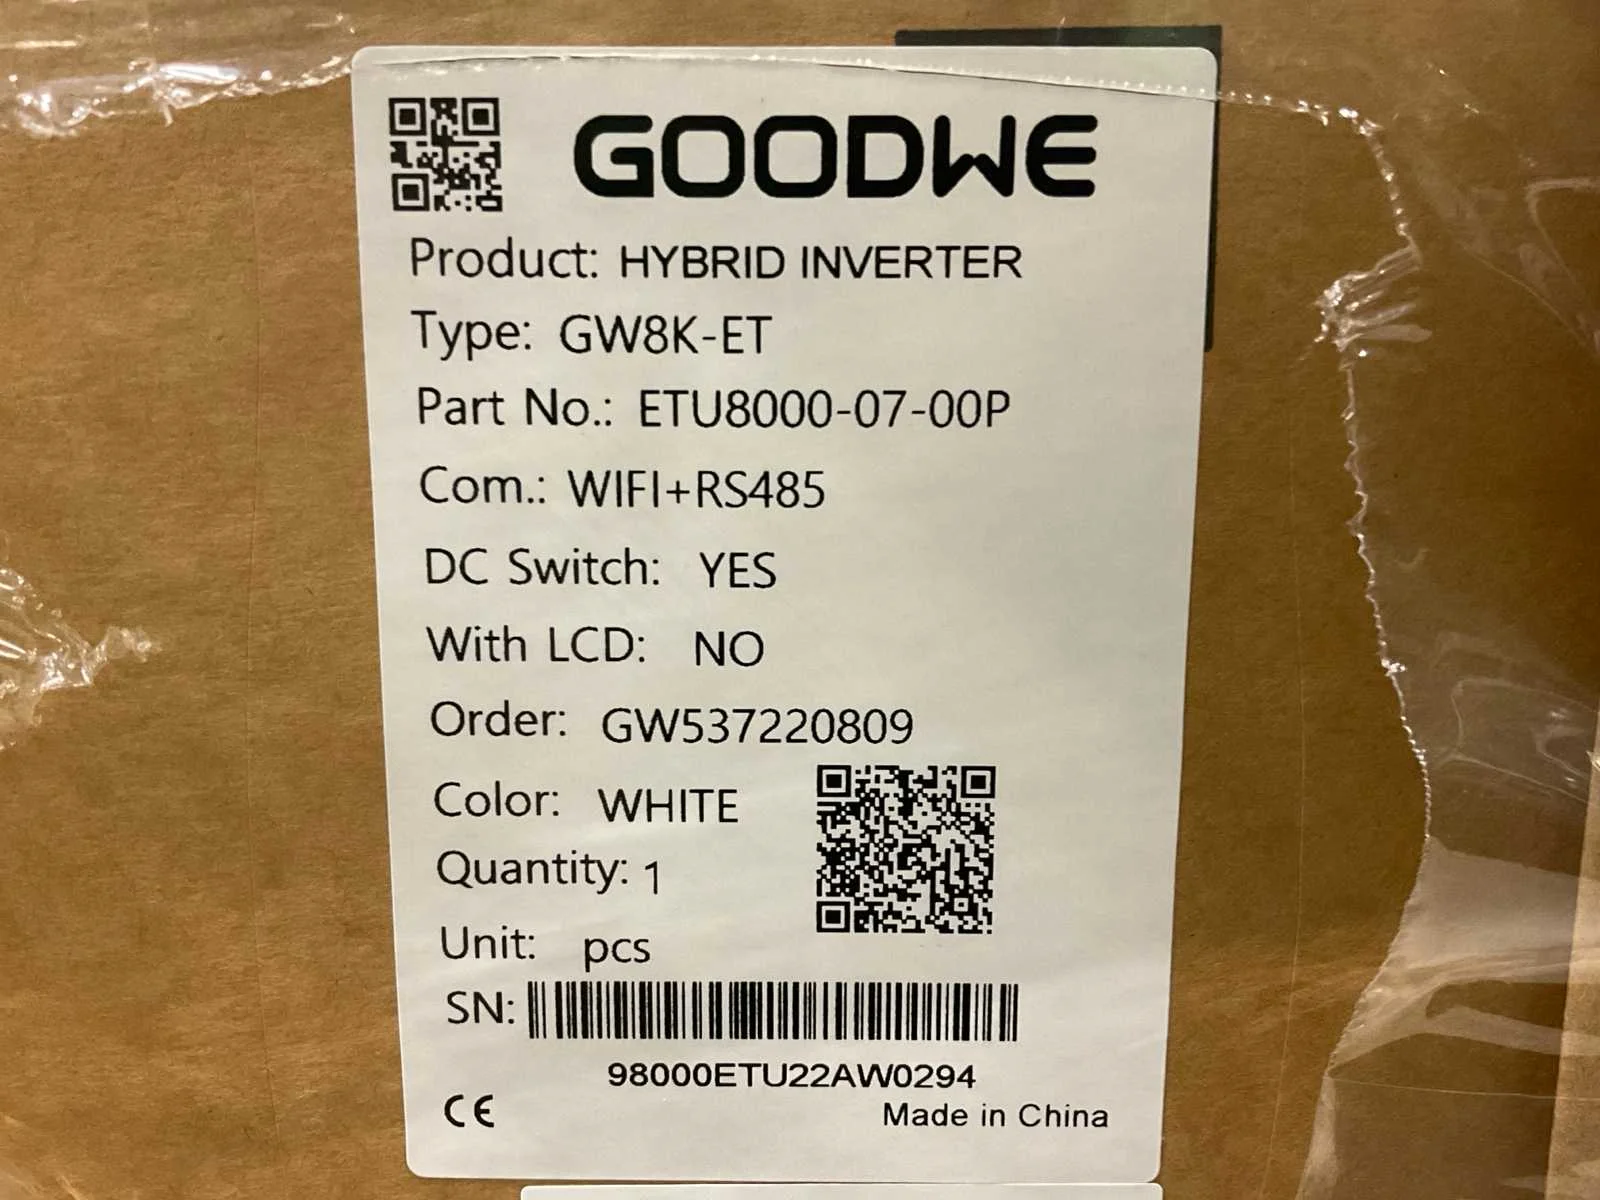 GOODWE
Product: HYBRID INVERTER
Type: GW8K-ET
Part No.: ETU8000-07-00P
Com.: WIFI+RS485
DC Switch: YES
With LCD: NO
Order: GW537220809
Color: WHITE
Quantity: 1
Unit: pcs
SN:
98000ETU22AW0294
CE
Made in China